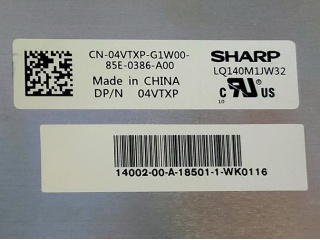 CN-04VTXP-G1W00-
85E-0386-A00
Made in CHINA
DP/N 04VTXP
SHARP
LQ140M1JW32
C US
10
14002-00-A-18501-1-WK0116